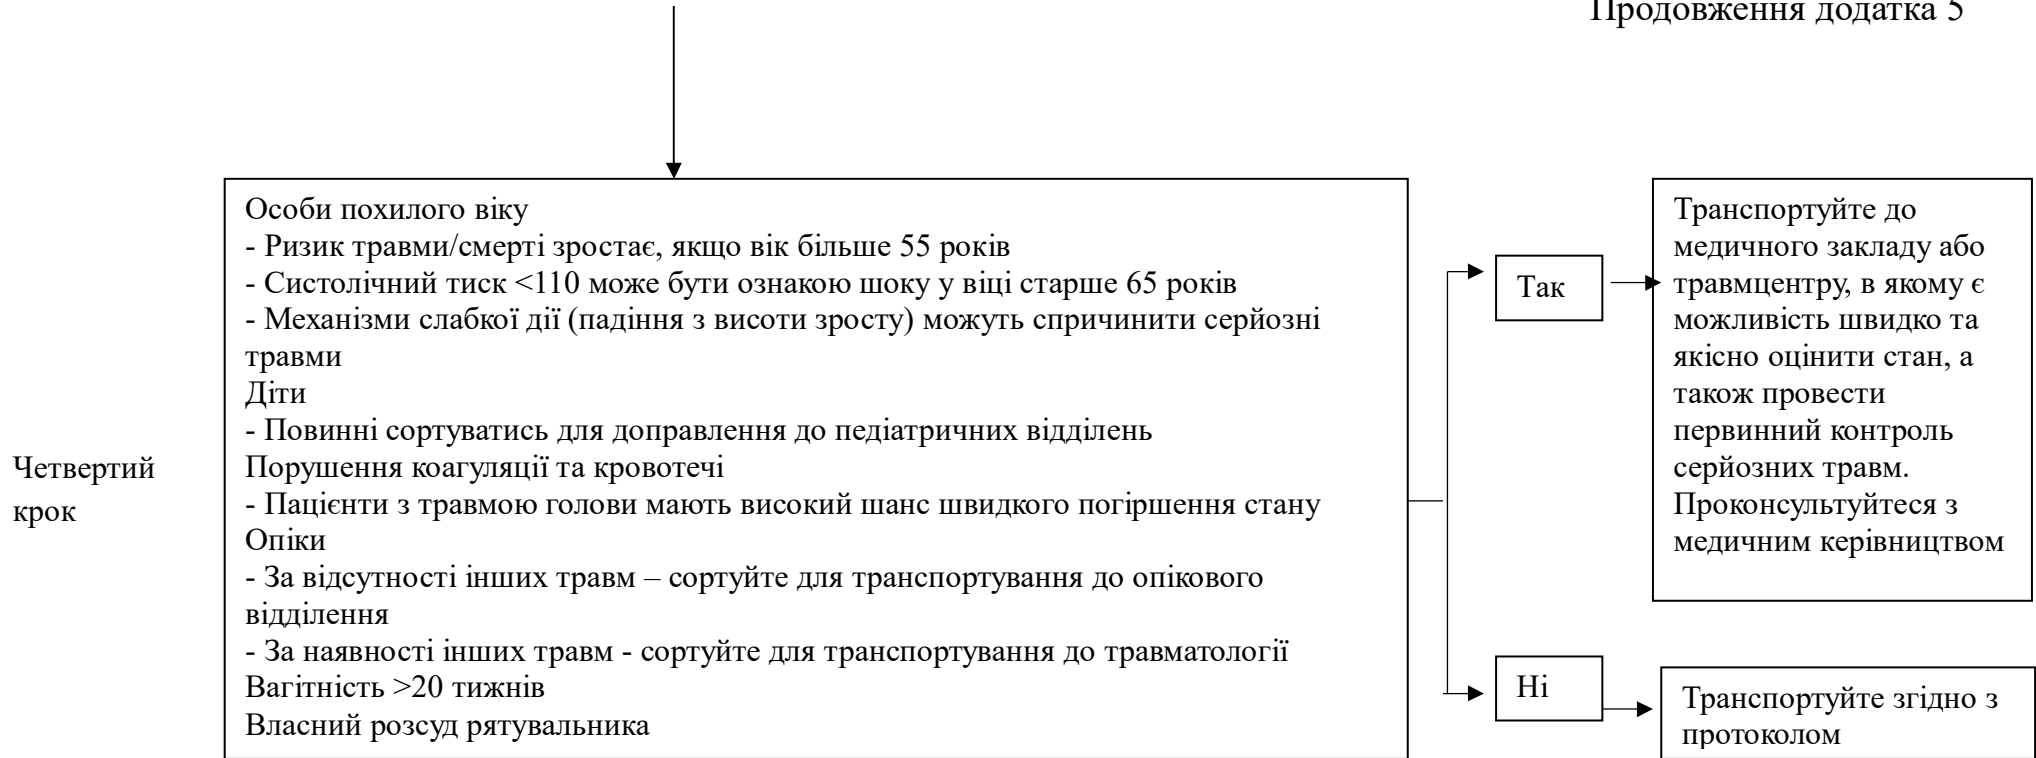 Продовження додатка 5
Четвертий
крок
Особи похилого віку
- Ризик травми/смерті зростає, якщо вік більше 55 років
- Систолічний тиск <110 може бути ознакою шоку у віці старше 65 років
- Механізми слабкої дії (падіння з висоти зросту) можуть спричинити серйозні
травми
Діти
- Повинні сортуватись для доправлення до педіатричних відділень
Порушення коагуляції та кровотечі
- Пацієнти з травмою голови мають високий шанс швидкого погіршення стану
Опіки
- За відсутності інших травм – сортуйте для транспортування до опікового
відділення
- За наявності інших травм - сортуйте для транспортування до травматології
Вагітність >20 тижнів
Власний розсуд рятувальника
Так
Транспортуйте до
медичного закладу або
травмцентру, в якому є
можливість швидко та
якісно оцінити стан, а
також провести
первинний контроль
серйозних травм.
Проконсультуйтеся з
медичним керівництвом
Ні
Транспортуйте згідно з
протоколом